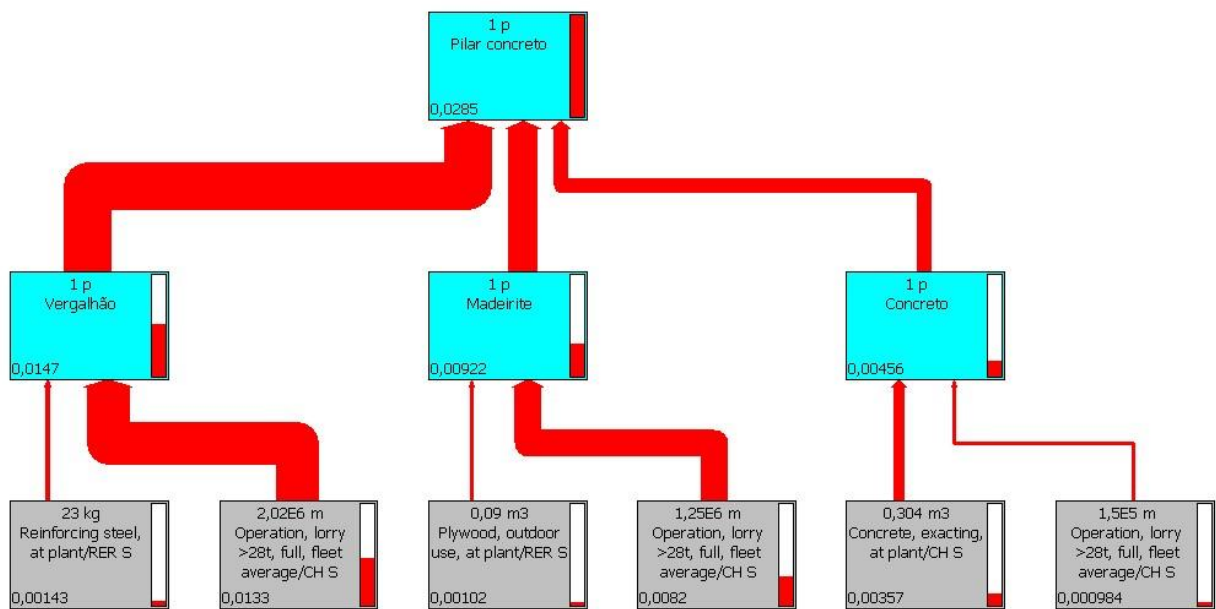 1 p
Pilar concreto
0,0285
1 p
Vergalhão
0,0147
1 p
Madeirite
0,00922
1 p
Concreto
0,00456
23 kg
Reinforcing steel,
at plant/RER S
0,00143
2,02E6 m
Operation, lorry
>28t, full, fleet
average/CH S
0,0133
0,09 m3
Plywood, outdoor
use, at plant/RER S
0,00102
1,25E6 m
Operation, lorry
>28t, full, fleet
average/CH S
0,0082
0,304 m3
Concrete, exacting,
at plant/CH S
0,00357
1,5E5 m
Operation, lorry
>28t, full, fleet
average/CH S
0,000984